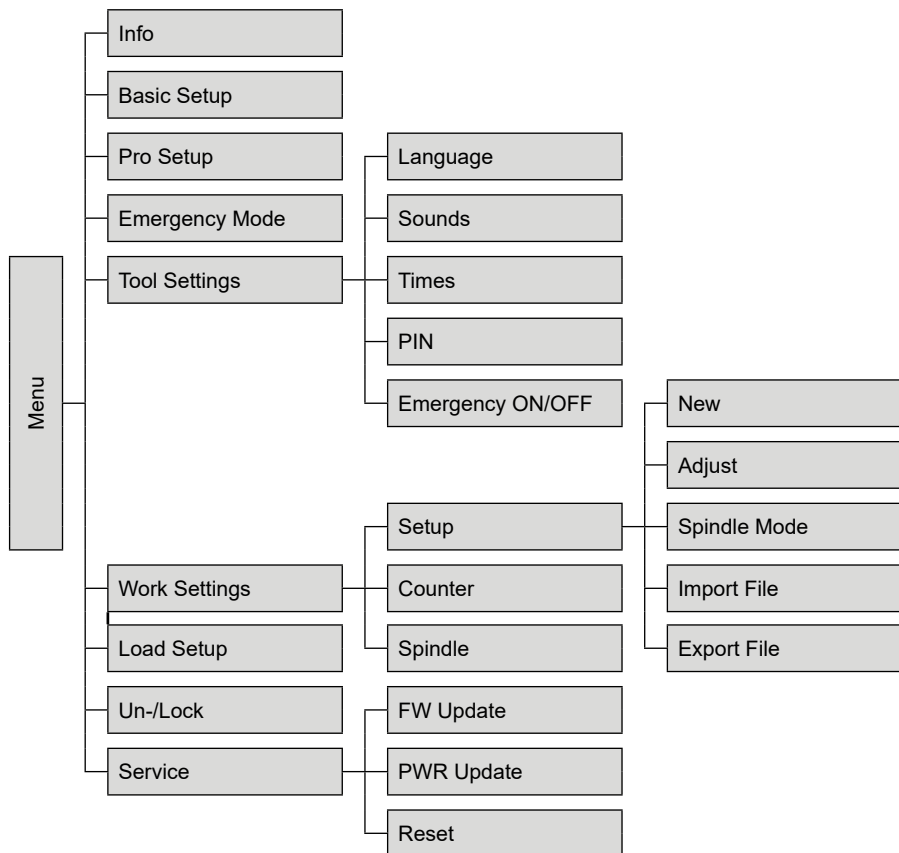 Menu
Info
Basic Setup
Pro Setup
Emergency Mode
Tool Settings
Language
Sounds
Times
PIN
Emergency ON/OFF
Work Settings
Setup
New
Adjust
Spindle Mode
Import File
Export File
Counter
Spindle
Load Setup
Un-/Lock
Service
FW Update
PWR Update
Reset